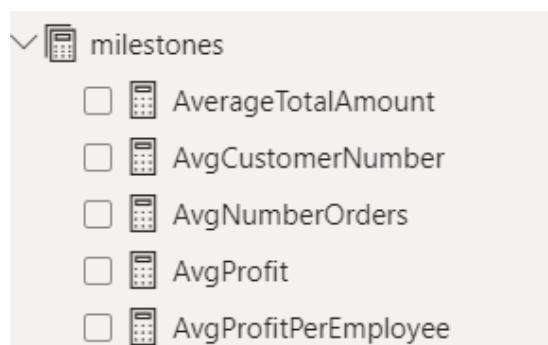 milestones
AverageTotalAmount
AvgCustomerNumber
AvgNumberOrders
AvgProfit
AvgProfitPerEmployee